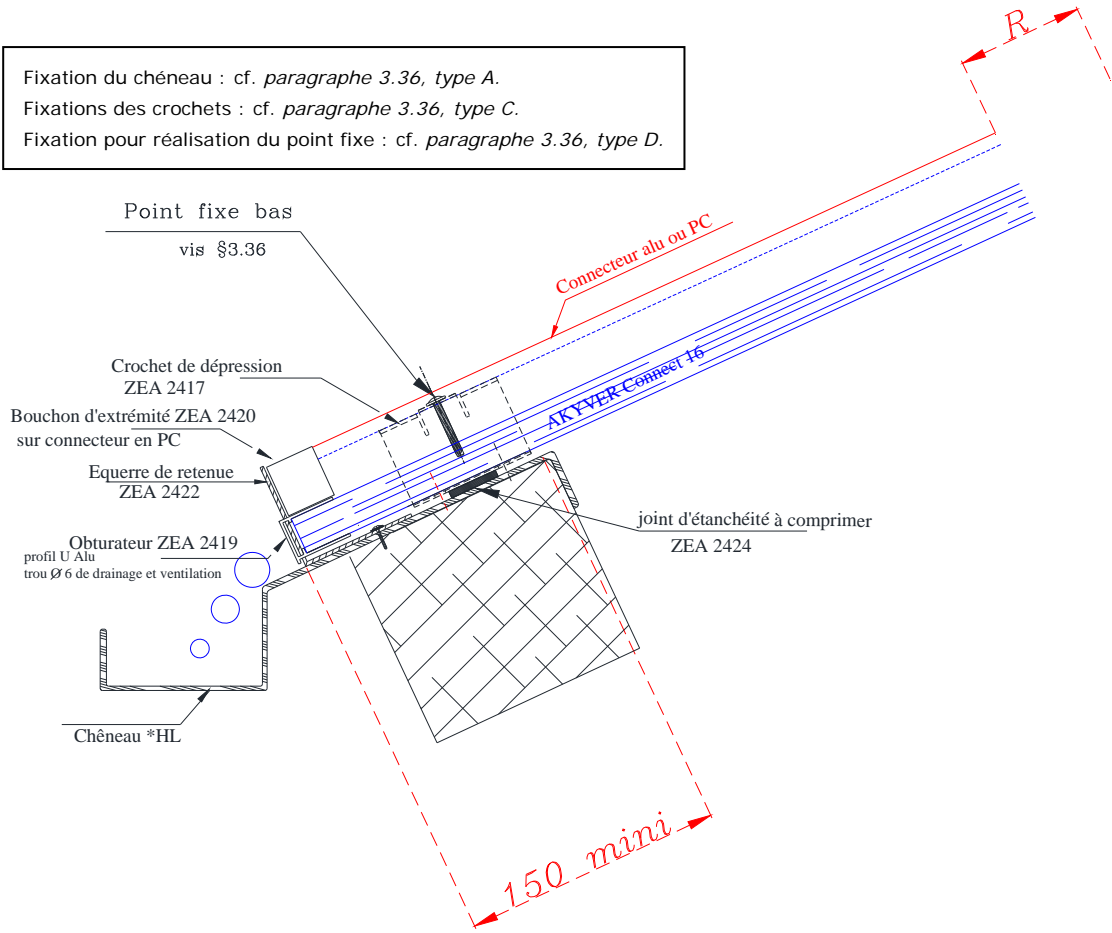 R
Fixation du chéneau : cf. paragraphe 3.36, type A.
Fixations des crochets : cf. paragraphe 3.36, type C.
Fixation pour réalisation du point fixe : cf. paragraphe 3.36, type D.
Point fixe bas
vis §3.36
Connecteur alu ou PC
Crochet de dépression
ZEA 2417
AKYVER Connect 16
Bouchon d'extrémité ZEA 2420
sur connecteur en PC
Equerre de retenue
ZEA 2422
joint d'étanchéité à comprimer
ZEA 2424
Obturateur ZEA 2419
profil U Alu
trou Ø 6 de drainage et ventilation
Chêneau *HL
150 mini